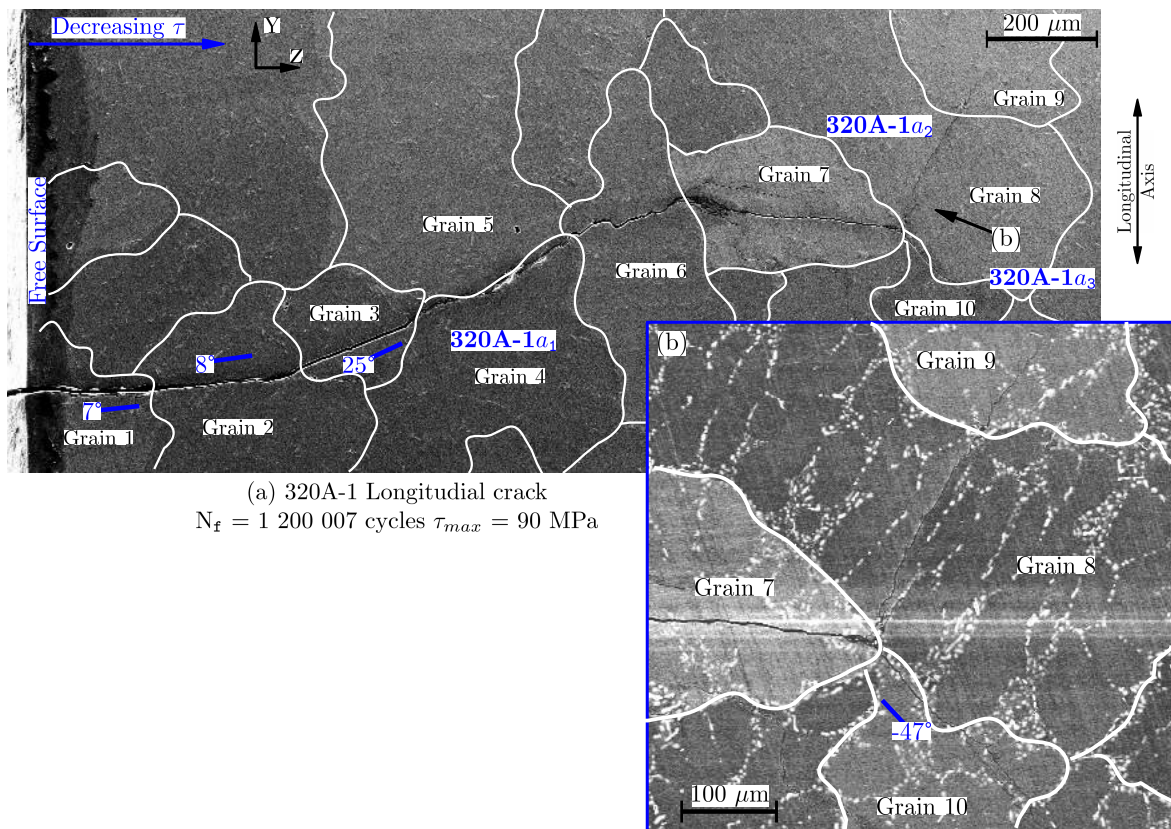 Decreasing τ
Y
Z
200 μm
Grain 9
320A-1a₂
Grain 7
Grain 8
Longitudinal
Axis
Free Surface
Grain 5
(b)
Grain 6
320A-1a₃
Grain 3
Grain 10
320A-1a₁
8°
25°
Grain 4
7°
Grain 1
Grain 2
(a) 320A-1 Longitudial crack
N_f = 1 200 007 cycles τ_max = 90 MPa
(b)
Grain 9
Grain 8
Grain 7
-47°
100 μm
Grain 10